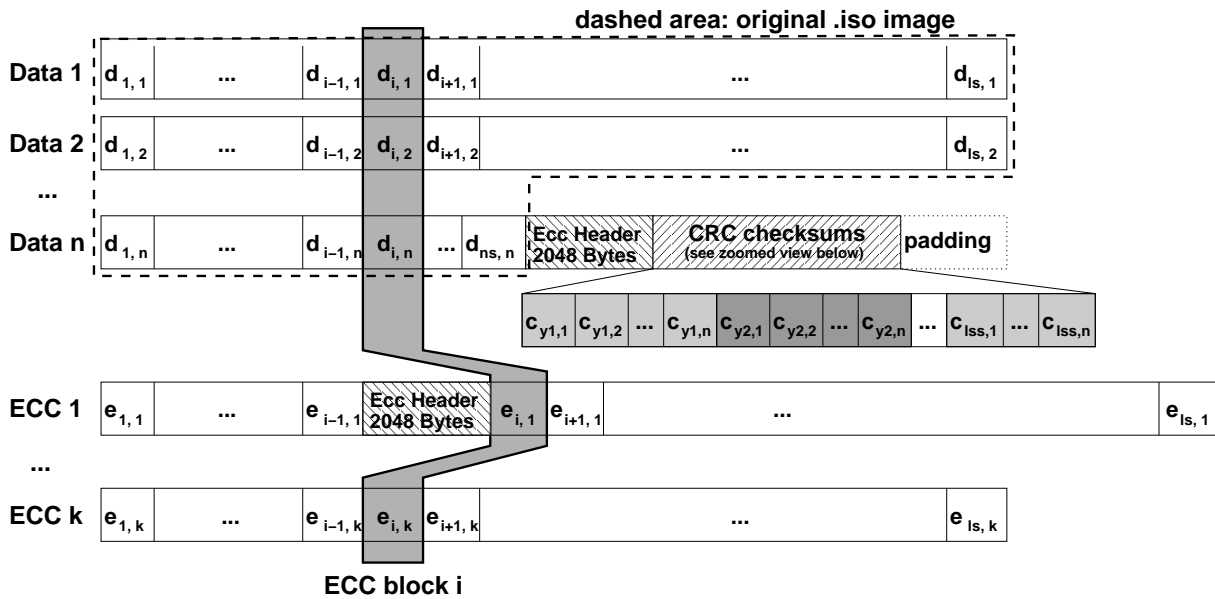 dashed area: original .iso image
Data 1 d 1, 1 ... d i−1, 1 d i, 1 d i+1, 1 ... d ls, 1
Data 2 d 1, 2 ... d i−1, 2 d i, 2 d i+1, 2 ... d ls, 2
...
Data n d 1, n ... d i−1, n d i, n ... d ns, n Ecc Header 2048 Bytes CRC checksums (see zoomed view below) padding
c y1,1 c y1,2 ... c y1,n c y2,1 c y2,2 ... c y2,n ... c lss,1 ... c lss,n
ECC 1 e 1, 1 ... e i−1, 1 Ecc Header 2048 Bytes e i, 1 e i+1, 1 ... e ls, 1
...
ECC k e 1, k ... e i−1, k e i, k e i+1, k ... e ls, k
ECC block i